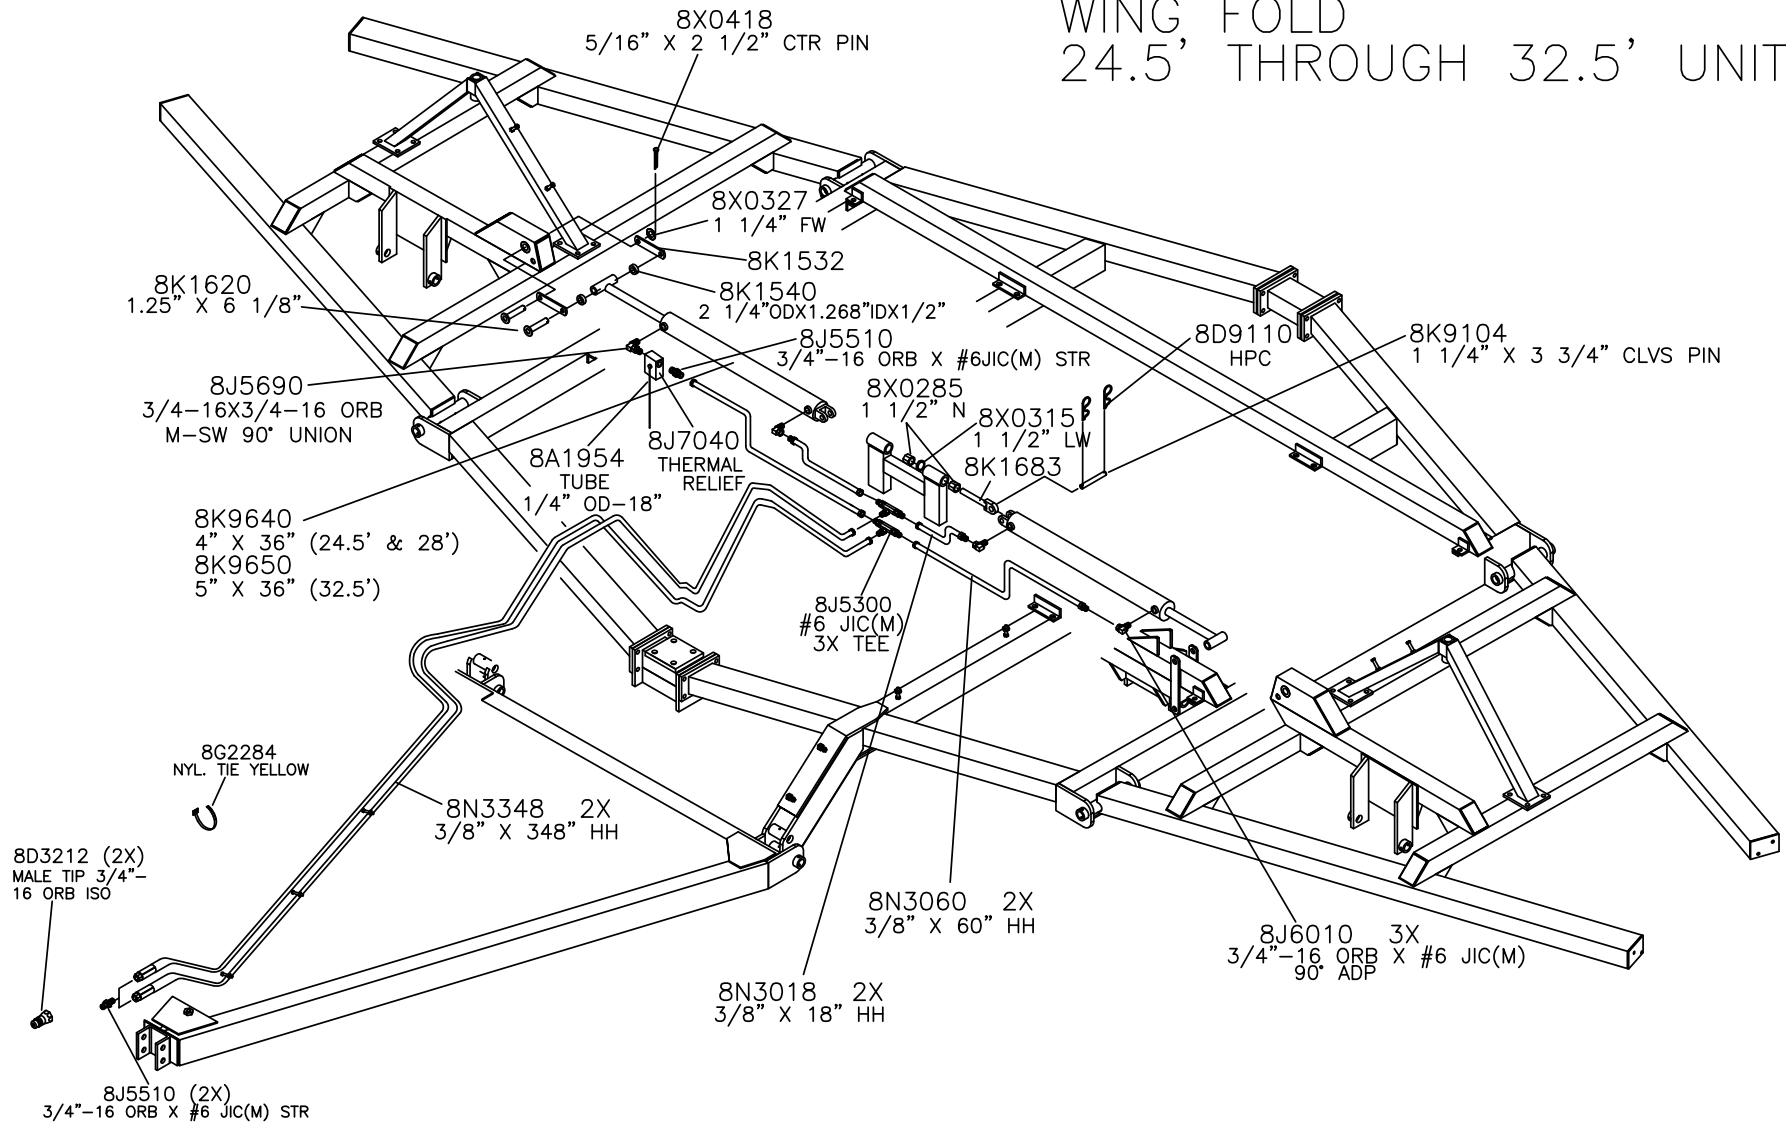 WING FOLD
24.5' THROUGH 32.5' UNIT
8X0418
5/16" X 2 1/2" CTR PIN
8X0327
1 1/4" FW
8K1532
8K1620
1.25" X 6 1/8"
8K1540
2 1/4"ODX1.268"IDX1/2"
8J5510
3/4"-16 ORB X #6JIC(M) STR
8D9110
HPC
8K9104
1 1/4" X 3 3/4" CLVS PIN
8J5690
3/4-16X3/4-16 ORB
M-SW 90° UNION
8X0285
1 1/2" N
8X0315
1 1/2" LW
8K1683
8J7040
THERMAL
RELIEF
8A1954
TUBE
1/4" OD-18"
8K9640
4" X 36" (24.5' & 28')
8K9650
5" X 36" (32.5')
8J5300
#6 JIC(M)
3X TEE
8G2284
NYL. TIE YELLOW
8N3348 2X
3/8" X 348" HH
8D3212 (2X)
MALE TIP 3/4"-
16 ORB ISO
8N3060 2X
3/8" X 60" HH
8J6010 3X
3/4"-16 ORB X #6 JIC(M)
90° ADP
8N3018 2X
3/8" X 18" HH
8J5510 (2X)
3/4"-16 ORB X #6 JIC(M) STR